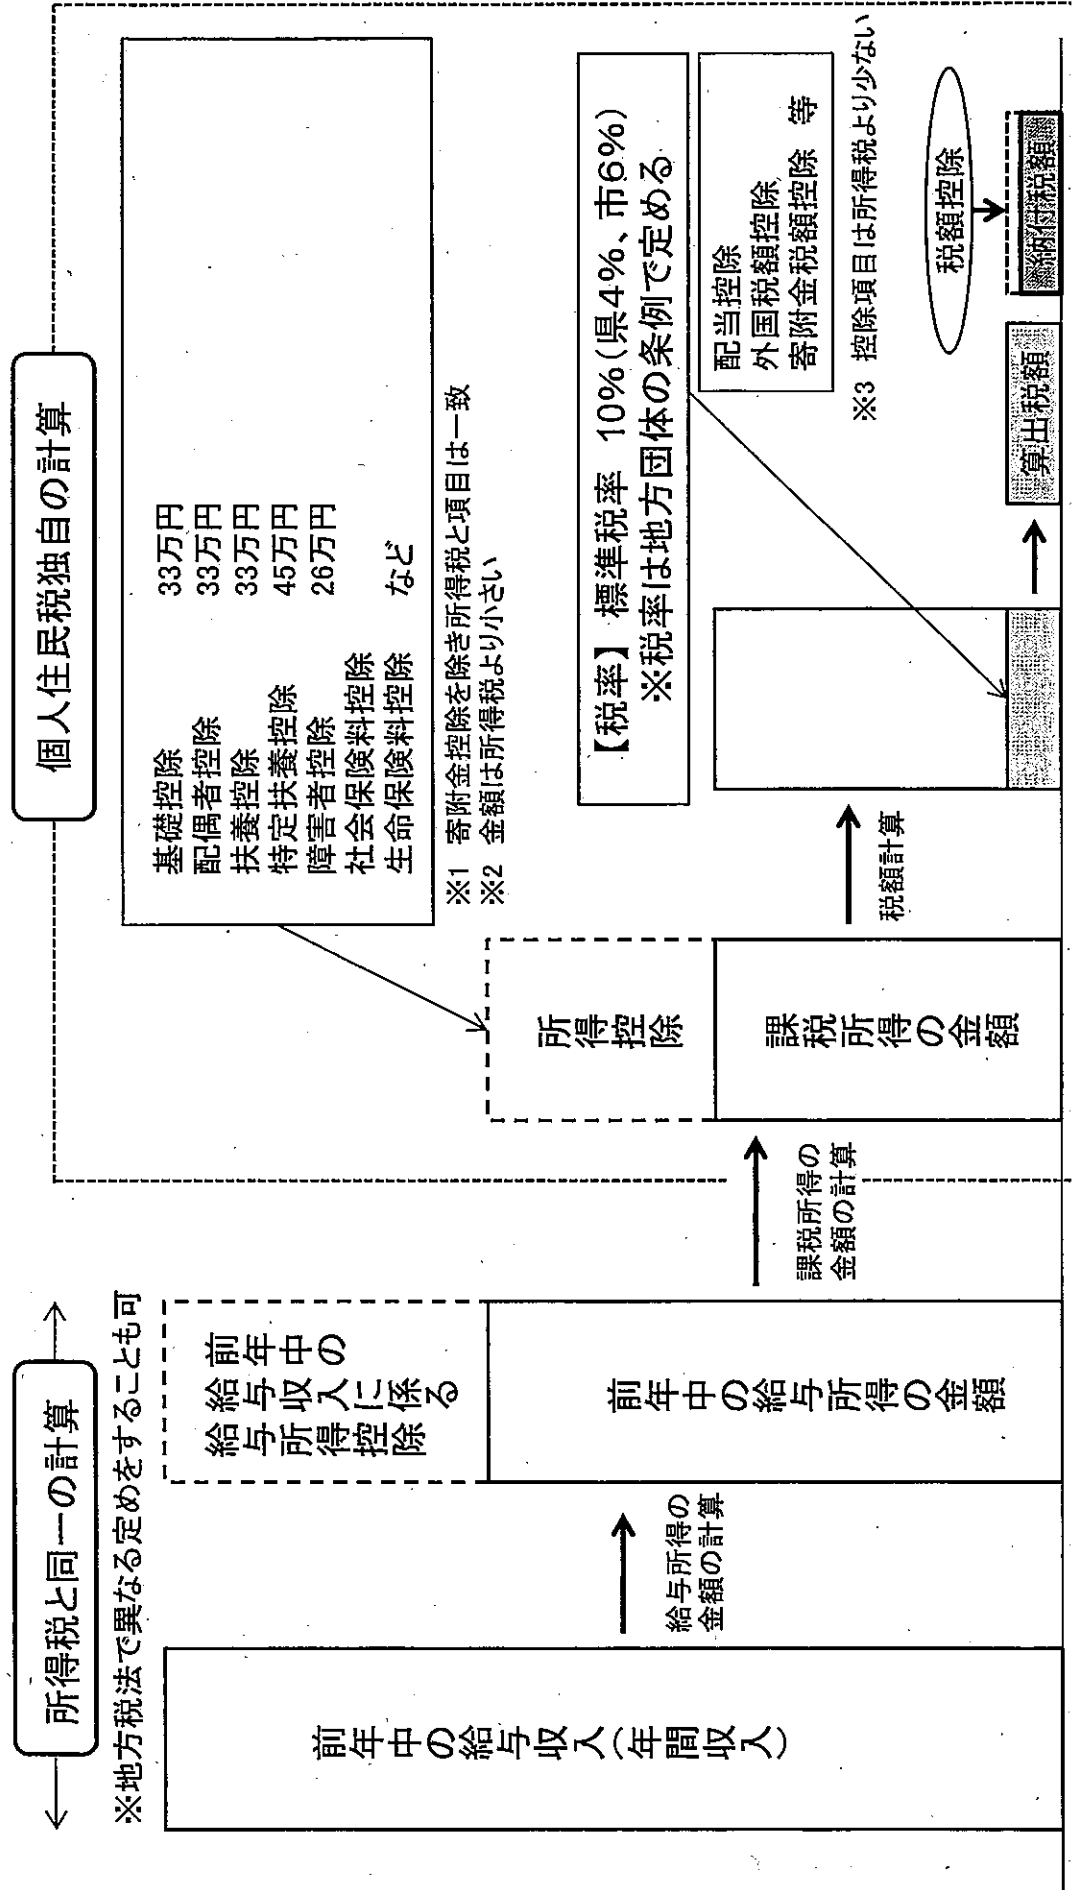 所得税と同一の計算
※地方税法で異なる定めをすることも可
前年中の給与収入(年間収入)
給与所得の
金額の計算
前年中の
給与収入に係る
給与所得控除
前年中の給与所得の金額
課税所得の
金額の計算
個人住民税独自の計算
基礎控除 33万円
配偶者控除 33万円
扶養控除 33万円
特定扶養控除 45万円
障害者控除 26万円
社会保険料控除
生命保険料控除 など
※1 寄附金控除を除き所得税と項目は一致
※2 金額は所得税より小さい
所得控除
課税所得の金額
税額計算
【税率】 標準税率 10%(県4%、市6%)
※税率は地方団体の条例で定める
配当控除
外国税額控除
寄附金税額控除 等
※3 控除項目は所得税より少ない
税額控除
算出税額
納付税額